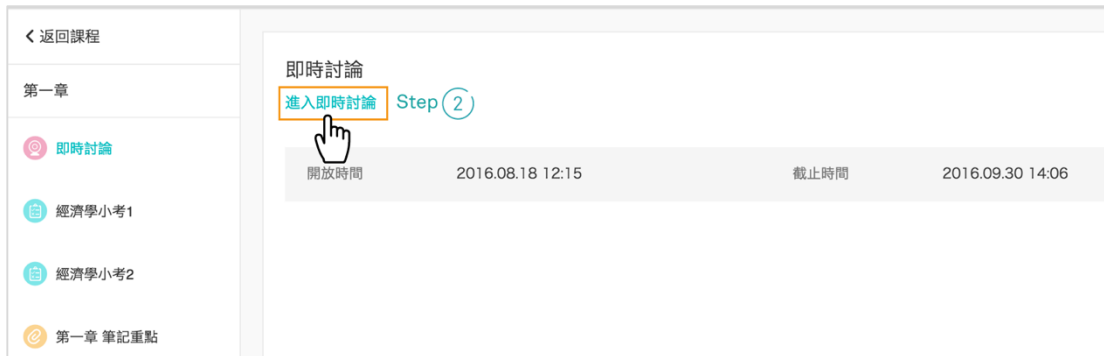 返回課程
第一章
即時討論
經濟學小考1
經濟學小考2
第一章 筆記重點
即時討論
進入即時討論 Step 2
開放時間 2016.08.18 12:15 截止時間 2016.09.30 14:06